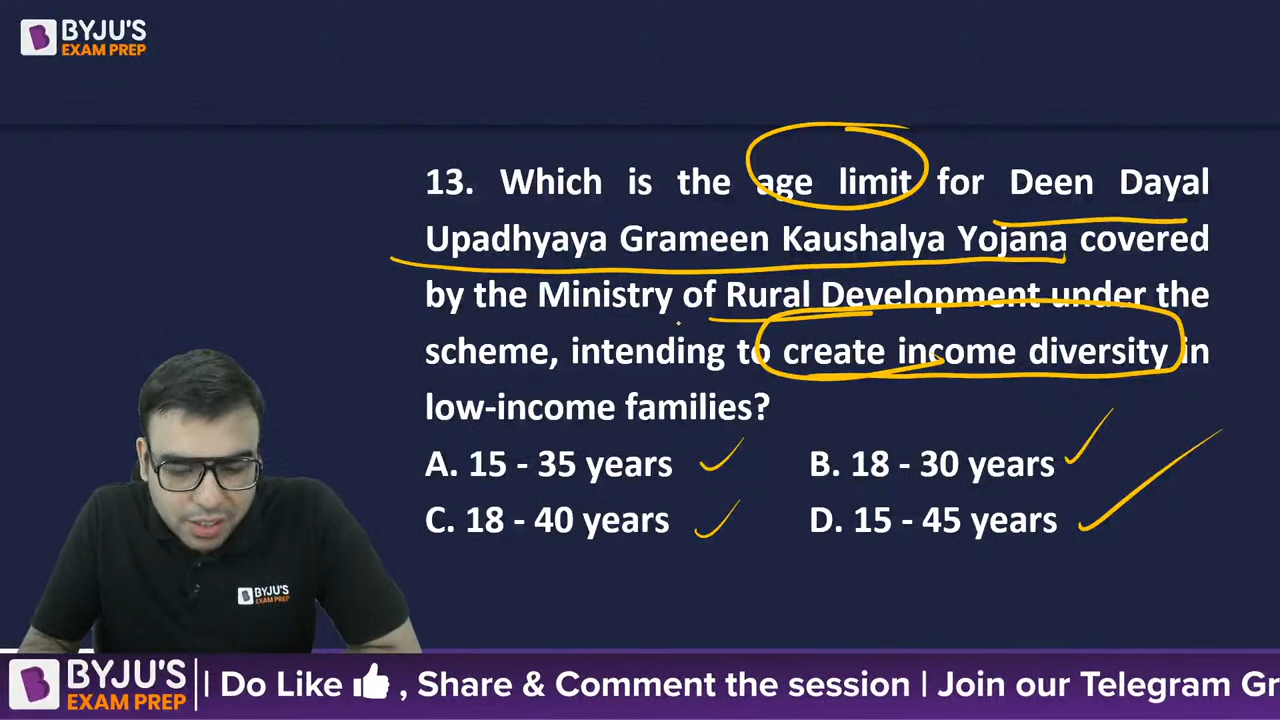 BYJU'S
EXAM PREP
13. Which is the age limit for Deen Dayal
Upadhyaya Grameen Kaushalya Yojana covered
by the Ministry of Rural Development under the
scheme, intending to create income diversity in
low-income families?
A. 15 - 35 years
B. 18 - 30 years
C. 18 - 40 years
D. 15 - 45 years
BYJU'S
EXAM PREP
BYJU'S
EXAM PREP
| Do Like , Share & Comment the session | Join our Telegram Gr